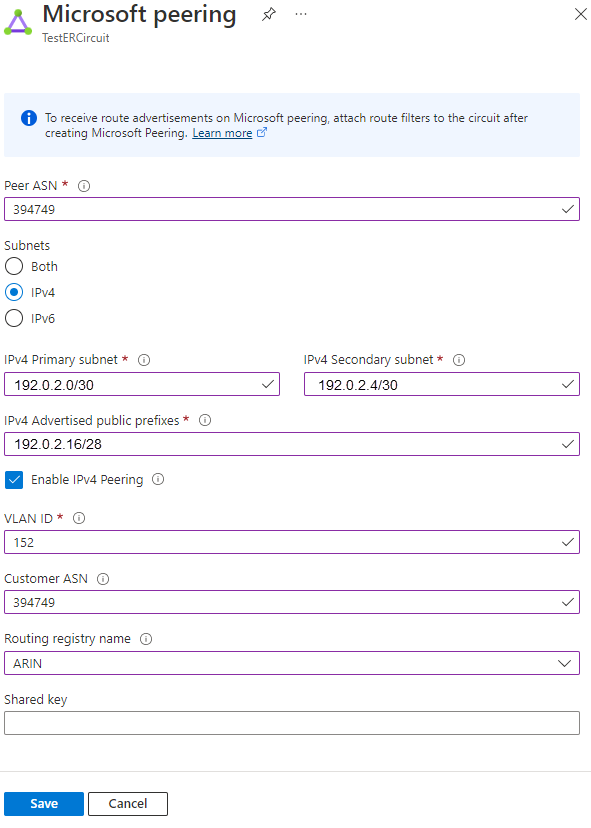 Microsoft peering
TestERCircuit
To receive route advertisements on Microsoft peering, attach route filters to the circuit after
creating Microsoft Peering. Learn more
Peer ASN *
394749
Subnets
Both
IPv4
IPv6
IPv4 Primary subnet * IPv4 Secondary subnet *
192.0.2.0/30 192.0.2.4/30
IPv4 Advertised public prefixes *
192.0.2.16/28
Enable IPv4 Peering
VLAN ID *
152
Customer ASN
394749
Routing registry name
ARIN
Shared key
Save Cancel